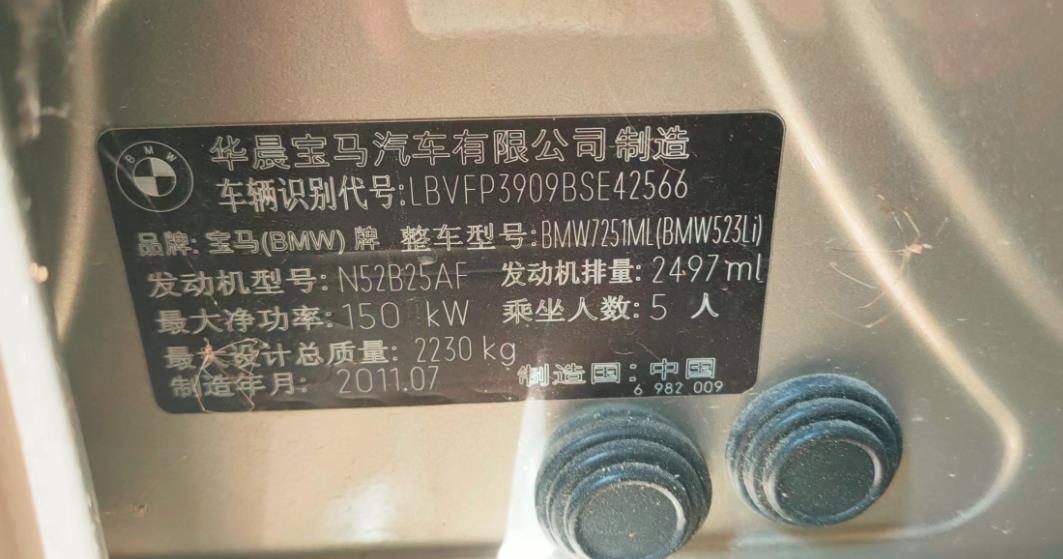 BMW
华晨宝马汽车有限公司 制造
车辆识别代号:LBVFP3909BSE42566
品牌: 宝马(BMW) 牌 整车型号:BMW7251ML(BMW523Li)
发动机型号: N52B25AF 发动机排量: 2497ml
最大净功率: 150 kW 乘坐人数: 5 人
最大设计总质量: 2230 kg
制造年月: 2011.07 制造国: 中国
6 982 009